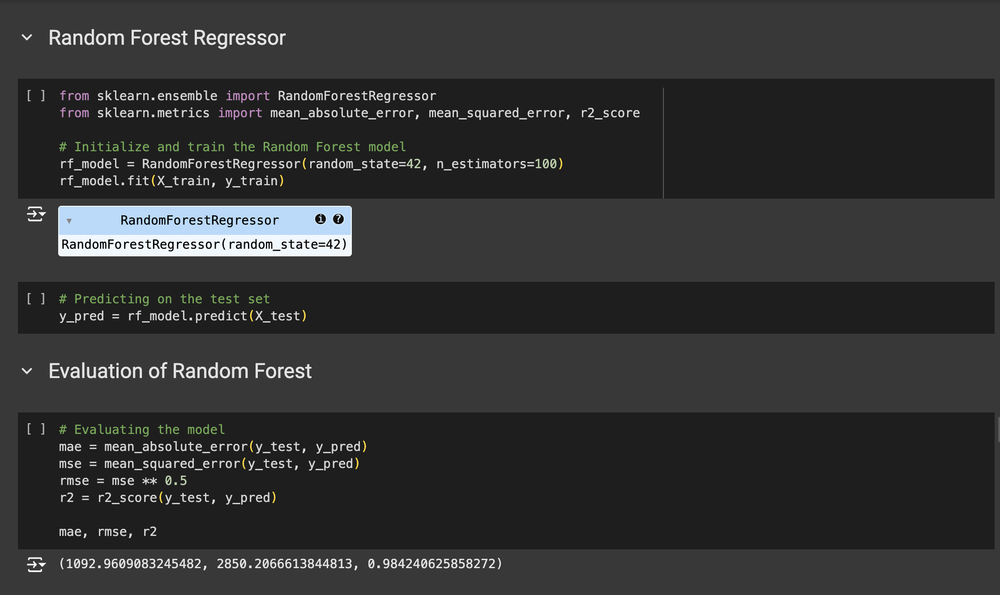 Random Forest Regressor
[ ] from sklearn.ensemble import RandomForestRegressor
from sklearn.metrics import mean_absolute_error, mean_squared_error, r2_score
# Initialize and train the Random Forest model
rf_model = RandomForestRegressor(random_state=42, n_estimators=100)
rf_model.fit(X_train, y_train)
RandomForestRegressor i ?
RandomForestRegressor(random_state=42)
[ ] # Predicting on the test set
y_pred = rf_model.predict(X_test)
Evaluation of Random Forest
[ ] # Evaluating the model
mae = mean_absolute_error(y_test, y_pred)
mse = mean_squared_error(y_test, y_pred)
rmse = mse ** 0.5
r2 = r2_score(y_test, y_pred)
mae, rmse, r2
(1092.9609083245482, 2850.2066613844813, 0.984240625858272)